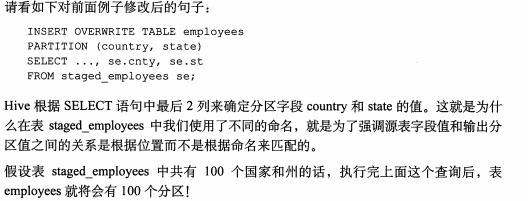 请看如下对前面例子修改后的句子：
INSERT OVERWRITE TABLE employees
PARTITION (country, state)
SELECT ..., se.cnty, se.st
FROM staged_employees se;
Hive 根据 SELECT 语句中最后 2 列来确定分区字段 country 和 state 的值。这就是为什
么在表 staged_employees 中我们使用了不同的命名，就是为了强调源表字段值和输出分
区值之间的关系是根据位置而不是根据命名来匹配的。
假设表 staged_employees 中共有 100 个国家和州的话，执行完上面这个查询后，表
employees 就将会有 100 个分区！